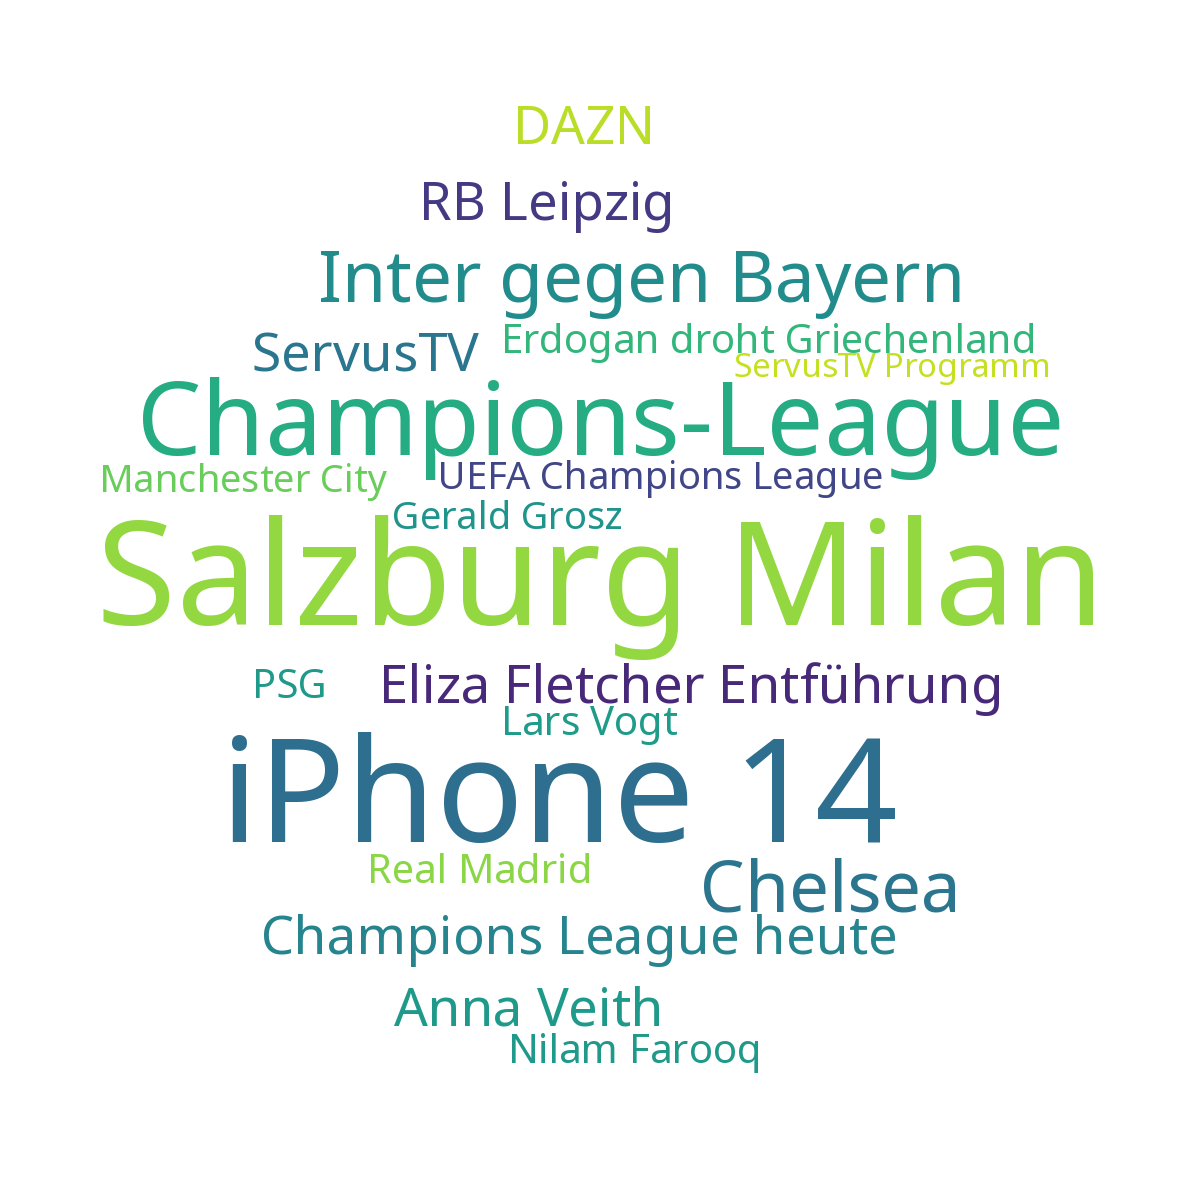 DAZN
RB Leipzig
Inter gegen Bayern
ServusTV
Erdogan droht Griechenland
ServusTV Programm
Champions-League
Manchester City
UEFA Champions League
Gerald Grosz
Salzburg Milan
PSG
Eliza Fletcher Entführung
Lars Vogt
iPhone 14
Real Madrid
Chelsea
Champions League heute
Anna Veith
Nilam Farooq